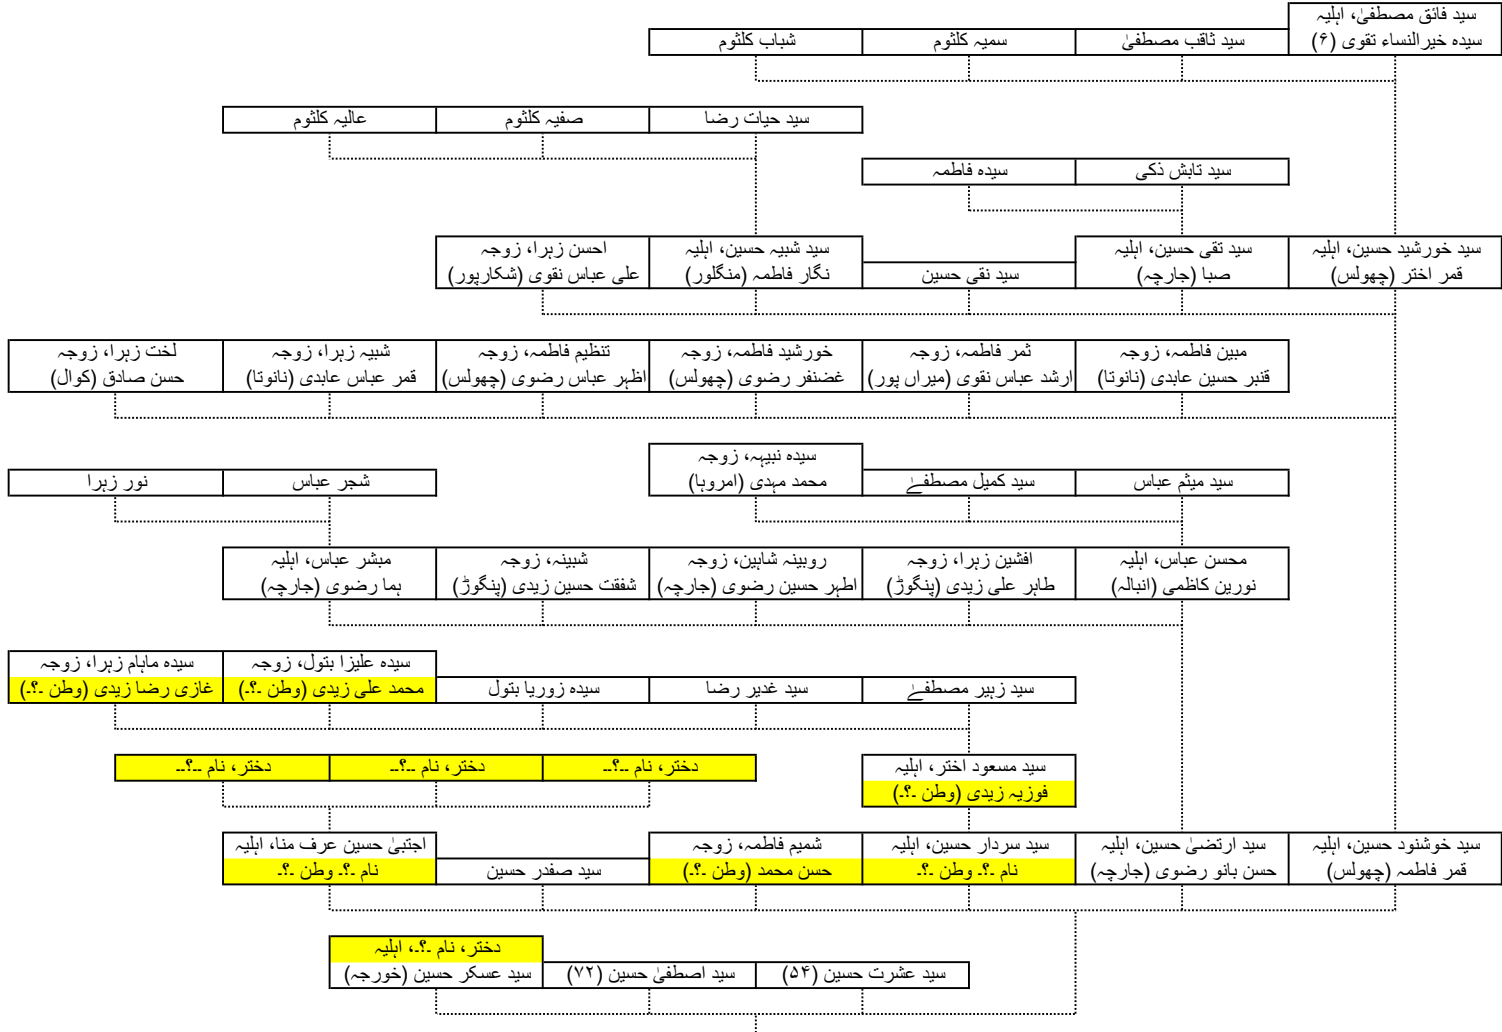 سید فائق مصطفیٰ، اہلیہ
سیدہ خیرالنساء تقوی (۶)
سید ثاقب مصطفیٰ
سمیہ کلثوم
شباب کلثوم
سید حیات رضا
صفیہ کلثوم
عالیہ کلثوم
سید تابش ذکی
سیدہ فاطمہ
سید خورشید حسین، اہلیہ
قمر اختر (چھولس)
سید تقی حسین، اہلیہ
صبا (جارچہ)
سید نقی حسین
سید شبیہ حسین، اہلیہ
نگار فاطمہ (منگلور)
احسن زہرا، زوجہ
علی عباس نقوی (شکارپور)
مبین فاطمہ، زوجہ
قنبر حسین عابدی (نانوتا)
ثمر فاطمہ، زوجہ
ارشد عباس نقوی (میراں پور)
خورشید فاطمہ، زوجہ
غضنفر رضوی (چھولس)
تنظیم فاطمہ، زوجہ
اظہر عباس رضوی (چھولس)
شبیہ زہرا، زوجہ
قمر عباس عابدی (نانوتا)
لخت زہرا، زوجہ
حسن صادق (کوال)
سید میثم عباس
سید کمیل مصطفےٰ
سیدہ نبیہہ، زوجہ
محمد مہدی (امروہا)
شجر عباس
نور زہرا
محسن عباس، اہلیہ
نورین کاظمی (انبالہ)
افشین زہرا، زوجہ
طاہر علی زیدی (پنگوڑ)
روبینہ شاہین، زوجہ
اطہر حسین رضوی (جارچہ)
شبینہ، زوجہ
شفقت حسین زیدی (پنگوڑ)
مبشر عباس، اہلیہ
ہما رضوی (جارچہ)
سید زہیر مصطفےٰ
سید غدیر رضا
سیدہ زوریا بتول
سیدہ علیزا بتول، زوجہ
محمد علی زیدی (وطن ۔؟۔)
سیدہ ماہام زہرا، زوجہ
غازی رضا زیدی (وطن ۔؟۔)
سید مسعود اختر، اہلیہ
فوزیہ زیدی (وطن ۔؟۔)
دختر، نام ۔۔؟۔۔
دختر، نام ۔۔؟۔۔
دختر، نام ۔۔؟۔۔
سید خوشنود حسین، اہلیہ
قمر فاطمہ (چھولس)
سید ارتضیٰ حسین، اہلیہ
حسن بانو رضوی (جارچہ)
سید سردار حسین، اہلیہ
نام ۔؟۔ وطن ۔؟۔
شمیم فاطمہ، زوجہ
حسن محمد (وطن ۔؟۔)
سید صفدر حسین
اجتبیٰ حسین عرف منا، اہلیہ
نام ۔؟۔ وطن ۔؟۔
سید عشرت حسین (۵۴)
سید اصطفیٰ حسین (۷۲)
دختر، نام ۔؟۔، اہلیہ
سید عسکر حسین (خورجہ)